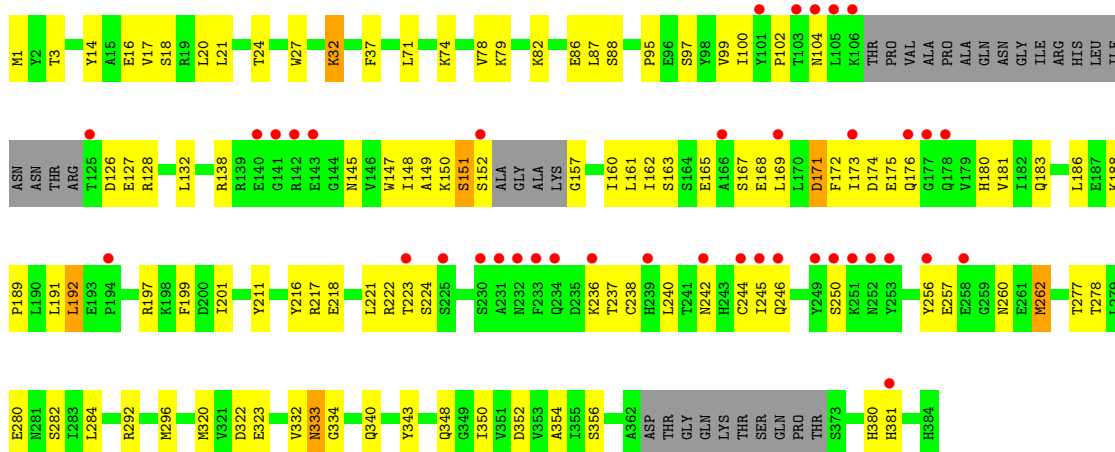 M1 Y2 T3 Y14 A15 E16 V17 S18 R19 L20 L21 T24 W27 K32 F37 L71 K74 V78 K79 K82 E86 L87 S88 P95 E96 S97 Y98 V99 I100 Y101 P102 T103 N104 L105 K106 THR PRO VAL ALA PRO ALA GLN ASN GLY ILE ARG HIS LEU ILE
ASN ASN THR ARG T125 D126 E127 R128 L132 R138 R139 E140 G141 R142 E143 G144 N145 V146 W147 I148 A149 K150 S151 S152 ALA GLY ALA LYS G157 I160 L161 I162 S163 S164 E165 A166 S167 E168 L169 L170 D171 F172 I173 D174 E175 Q176 G177 Q178 V179 H180 V181 I182 Q183 L186 E187 K188
P189 L190 L191 L192 E193 P194 R197 K198 F199 D200 I201 Y211 Y216 R217 E218 L221 R222 T223 S224 S225 S230 A231 N232 F233 Q234 D235 K236 T237 C238 H239 L240 T241 N242 H243 C244 I245 Q246 Y249 S250 K251 N252 Y253 Y256 E257 E258 G259 N260 E261 M262 T277 T278 L279
E280 N281 S282 I283 L284 R292 M296 M320 V321 D322 E323 V332 N333 G334 Q340 Y343 Q348 G349 I350 V351 D352 V353 A354 I355 S356 A362 ASP THR GLY GLN LYS THR SER GLN PRO THR S373 H380 H381 H384